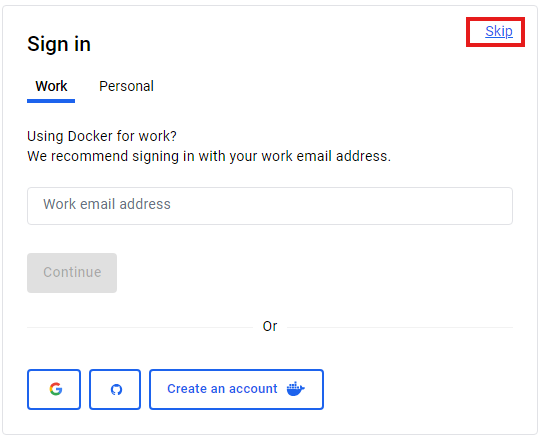 Skip
Sign in
Work Personal
Using Docker for work?
We recommend signing in with your work email address.
Work email address
Continue
Or
Create an account